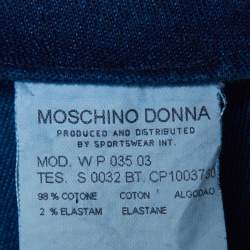 MOSCHINO DONNA
PRODUCED AND DISTRIBUTED
BY SPORTSWEAR INT.
MOD. W P 035 03
TES. S 0032 BT. CP1003730
98 % COTONE COTON ALGODAO
2 % ELASTAM ELASTANE